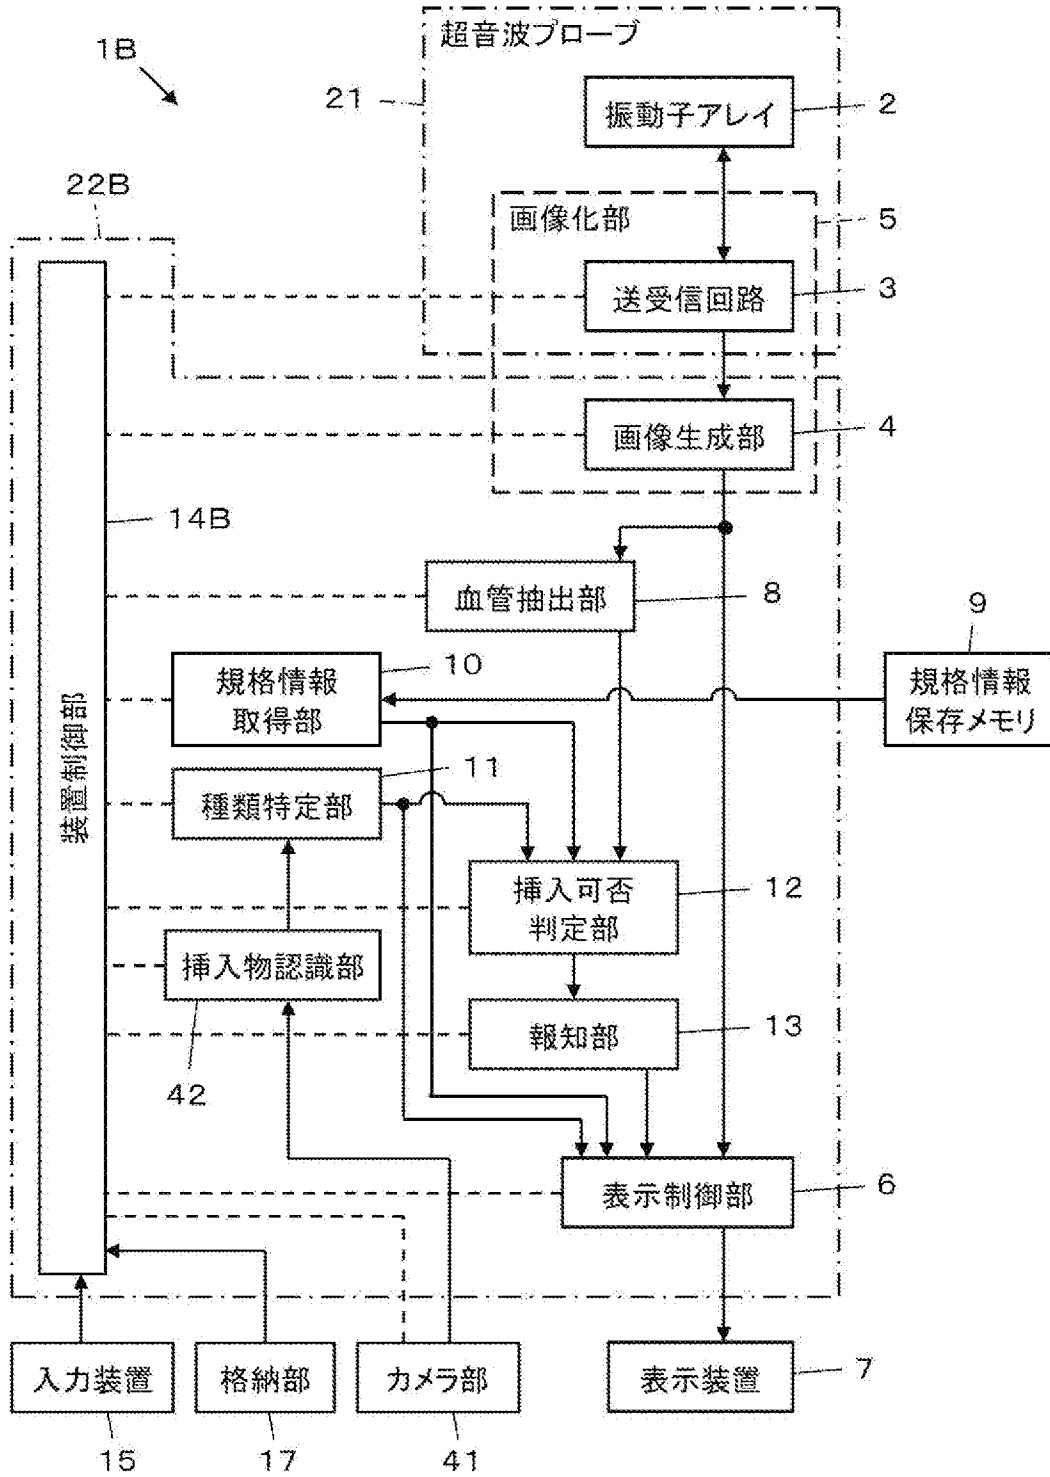 1B
超音波プローブ
21
振動子アレイ
2
22B
画像化部
5
送受信回路
3
画像生成部
4
14B
血管抽出部
8
9
規格情報
取得部
10
規格情報
保存メモリ
装置制御部
種類特定部
11
挿入可否
判定部
12
挿入物認識部
42
報知部
13
表示制御部
6
入力装置
15
格納部
17
カメラ部
41
表示装置
7